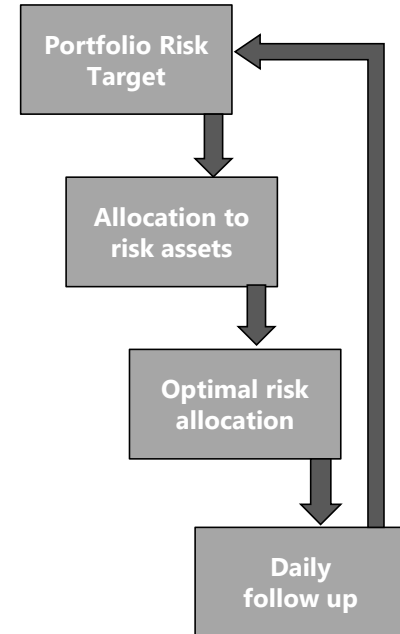 Portfolio Risk
Target
Allocation to
risk assets
Optimal risk
allocation
Daily
follow up